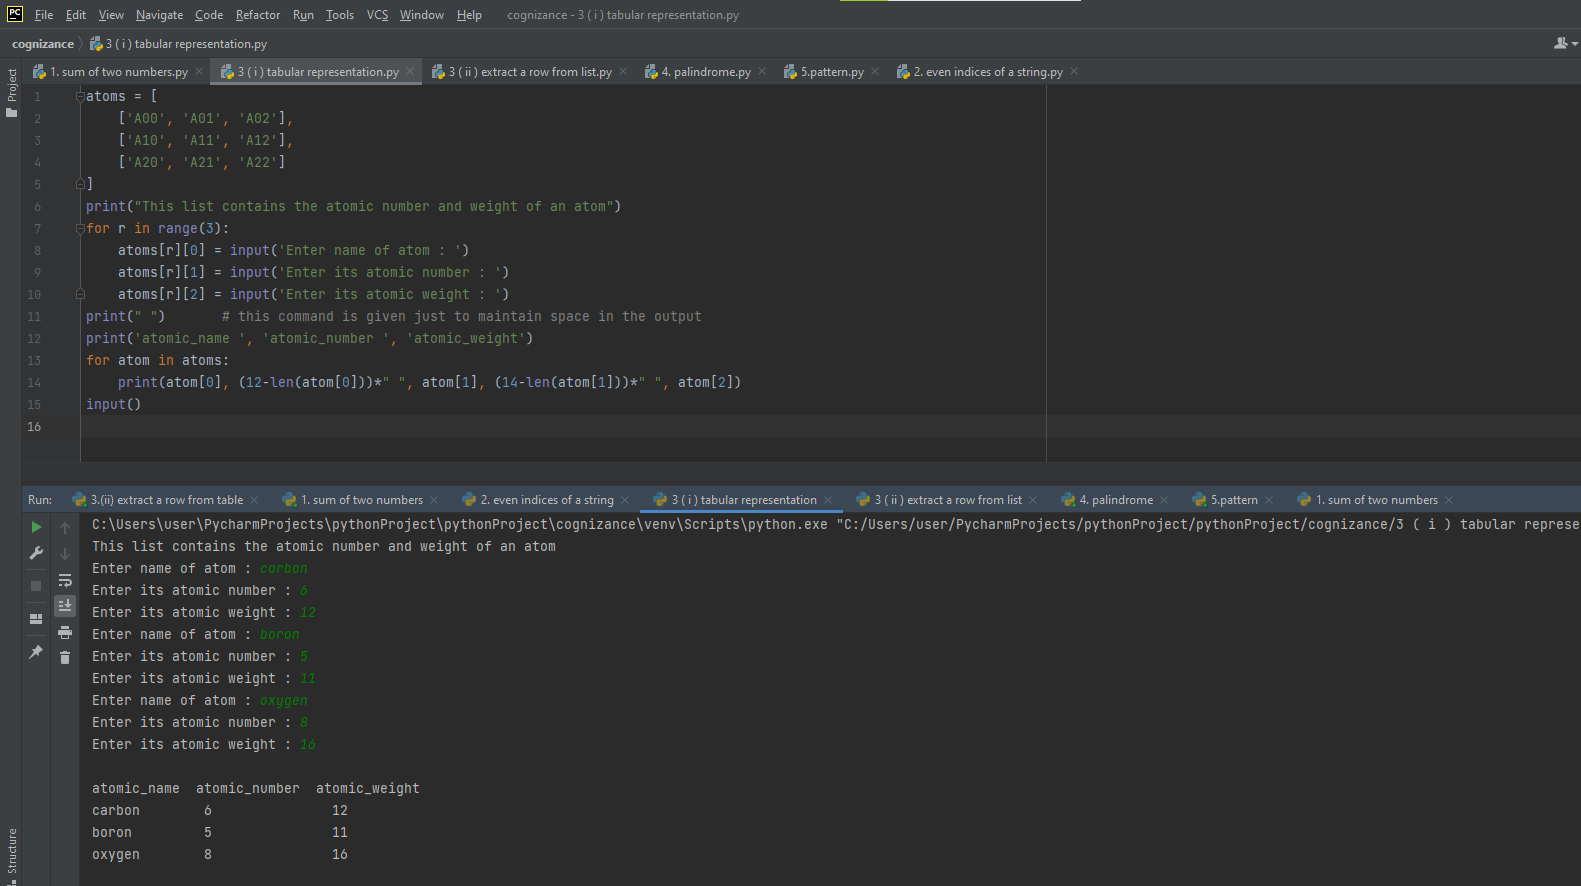 PC File Edit View Navigate Code Refactor Run Tools VCS Window Help cognizance - 3 ( i ) tabular representation.py
cognizance 3 ( i ) tabular representation.py
Project
1. sum of two numbers.py 3 ( i ) tabular representation.py 3 ( ii ) extract a row from list.py 4. palindrome.py 5.pattern.py 2. even indices of a string.py
1 atoms = [
2     ['A00', 'A01', 'A02'],
3     ['A10', 'A11', 'A12'],
4     ['A20', 'A21', 'A22']
5 ]
6 print("This list contains the atomic number and weight of an atom")
7 for r in range(3):
8     atoms[r][0] = input('Enter name of atom : ')
9     atoms[r][1] = input('Enter its atomic number : ')
10     atoms[r][2] = input('Enter its atomic weight : ')
11 print(" ")       # this command is given just to maintain space in the output
12 print('atomic_name ', 'atomic_number ', 'atomic_weight')
13 for atom in atoms:
14     print(atom[0], (12-len(atom[0]))*" ", atom[1], (14-len(atom[1]))*" ", atom[2])
15 input()
16
Run: 3.(ii) extract a row from table 1. sum of two numbers 2. even indices of a string 3 ( i ) tabular representation 3 ( ii ) extract a row from list 4. palindrome 5.pattern 1. sum of two numbers
C:\Users\user\PycharmProjects\pythonProject\pythonProject\cognizance\venv\Scripts\python.exe "C:/Users/user/PycharmProjects/pythonProject/pythonProject/cognizance/3 ( i ) tabular represe
This list contains the atomic number and weight of an atom
Enter name of atom : carbon
Enter its atomic number : 6
Enter its atomic weight : 12
Enter name of atom : boron
Enter its atomic number : 5
Enter its atomic weight : 11
Enter name of atom : oxygen
Enter its atomic number : 8
Enter its atomic weight : 16
atomic_name  atomic_number  atomic_weight
carbon        6               12
boron         5               11
oxygen        8               16
Structure